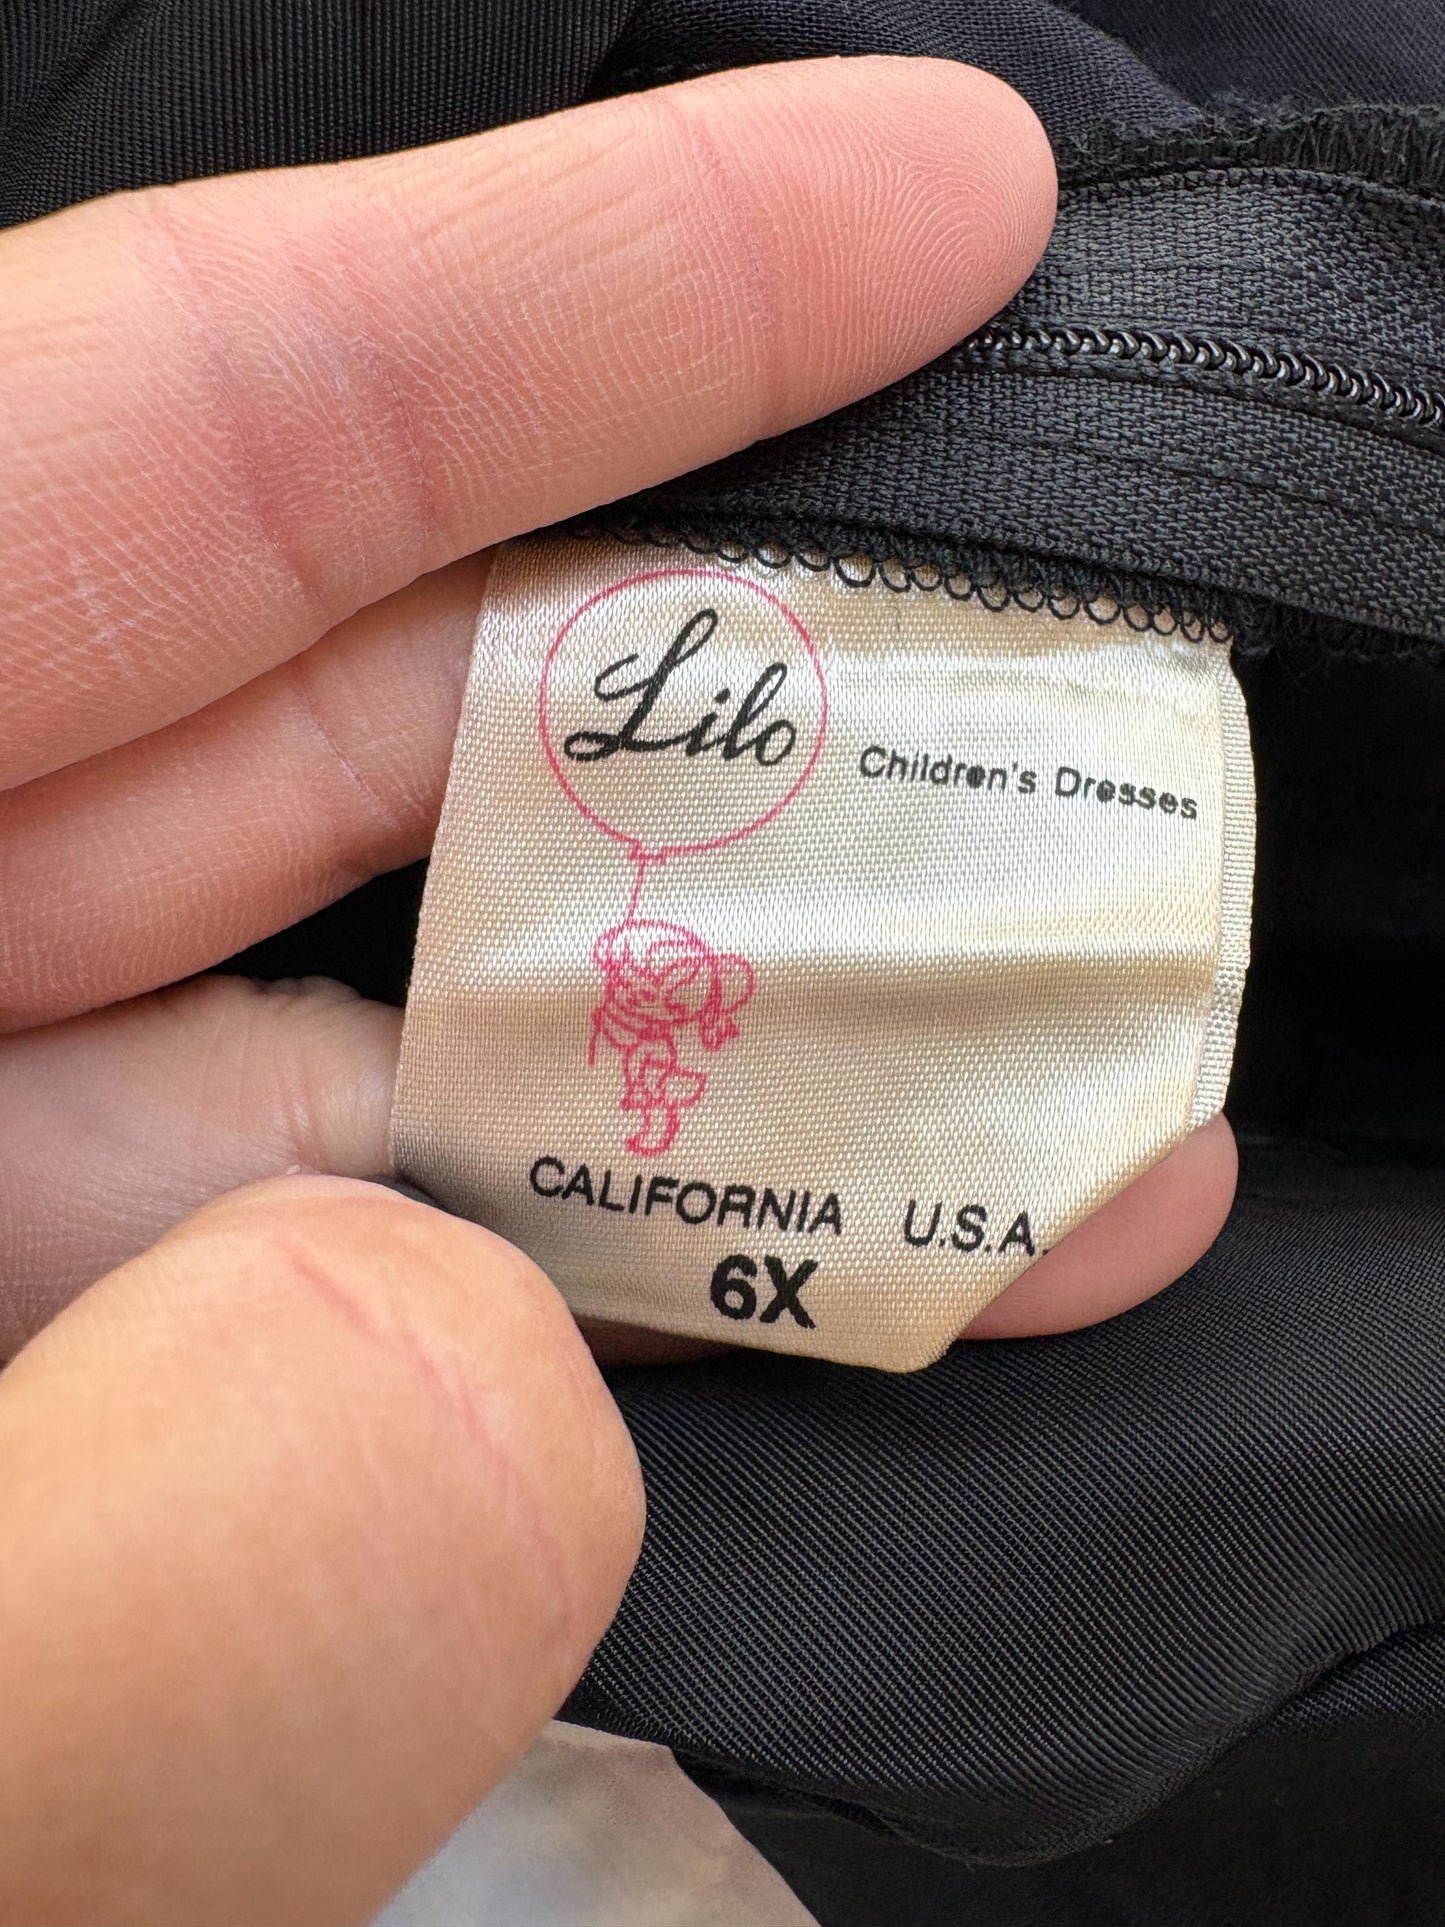 Lilo
Children's Dresses
CALIFORNIA U.S.A.
6X